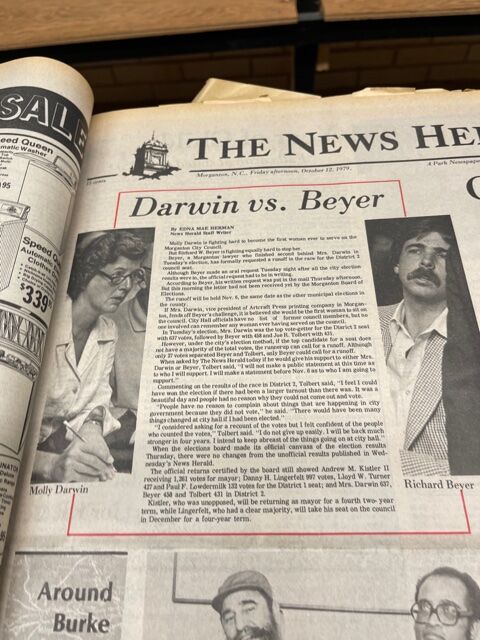 SALE
Speed Queen
Automatic Washer
Speed Queen
$339
THE NEWS HE
Morganton, N.C., Friday afternoon, October 12, 1979
A Park Newspaper
Darwin vs. Beyer
By EDNA MAE HERMAN
News Herald Staff Writer
Molly Darwin is fighting hard to become the first woman ever to serve on the
Morganton City Council.
But Richard W. Beyer is fighting equally hard to stop her.
Beyer, a Morganton lawyer who finished second behind Mrs. Darwin in
Tuesday's election, has formally requested a runoff in the race for the District 2
council seat.
Although Beyer made an oral request Tuesday night after all the city election
results were in, the official request had to be in writing.
According to Beyer, his written request was put in the mail Thursday afternoon.
But this morning the letter had not been received yet by the Morganton Board of
Elections.
The runoff will be held Nov. 6, the same date as the other municipal elections in
the county.
If Mrs. Darwin, vice president of Artcraft Press printing company in Morgan-
ton, fends off Beyer's challenge, it is believed she would be the first woman to sit on
the council. City Hall officials have no list of former council members, but no
one involved can remember any woman ever having served on the council.
In Tuesday's election, Mrs. Darwin was the top vote-getter for the District 2 seat
with 637 votes, followed by Beyer with 458 and Joe R. Tolbert with 431.
However, under the city's election method, if the top candidate for a seat does
not have a majority of the total votes, the runnerup can call for a runoff. Although
only 27 votes separated Beyer and Tolbert, only Beyer could call for a runoff.
When asked by The News Herald today if he would give his support to either Mrs.
Darwin or Beyer, Tolbert said, "I will not make a public statement at this time as
to who I will support. I will make a statement before Nov. 6 as to who I am going to
support."
Commenting on the results of the race in District 2, Tolbert said, "I feel I could
have won the election if there had been a larger turnout than there was. It was a
beautiful day and people had no reason why they could not come out and vote.
"People have no reason to complain about things that are happening in city
government because they did not vote," he said. "There would have been many
things changed at city hall if I had been elected."
"I considered asking for a recount of the votes but I felt confident of the people
who counted the votes," Tolbert said. "I do not give up easily. I will be much
stronger in four years. I intend to keep abreast of the things going on at city hall."
When the elections board made its official canvass of the election results
Thursday, there were no changes from the unofficial results published in Wed-
nesday's News Herald.
The official returns certified by the board still showed Andrew M. Kistler II
receiving 1,261 votes for mayor; Danny H. Lingerfelt 997 votes, Lloyd W. Turner
427 and Paul F. Lowdermilk 132 votes for the District 1 seat; and Mrs. Darwin 637,
Beyer 458 and Tolbert 431 in District 2.
Kistler, who was unopposed, will be returning as mayor for a fourth two-year
term, while Lingerfelt, who had a clear majority, will take his seat on the council
in December for a four-year term.
Molly Darwin
Richard Beyer
Around
Burke